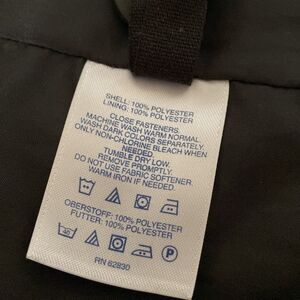 SHELL: 100% POLYESTER
LINING: 100% POLYESTER
CLOSE FASTENERS.
MACHINE WASH WARM NORMAL.
WASH DARK COLORS SEPARATELY.
ONLY NON-CHLORINE BLEACH WHEN
NEEDED.
TUMBLE DRY LOW.
REMOVE PROMPTLY.
DO NOT USE FABRIC SOFTENER.
WARM IRON IF NEEDED.
OBERSTOFF: 100% POLYESTER
FUTTER: 100% POLYESTER
40 P
RN 62830